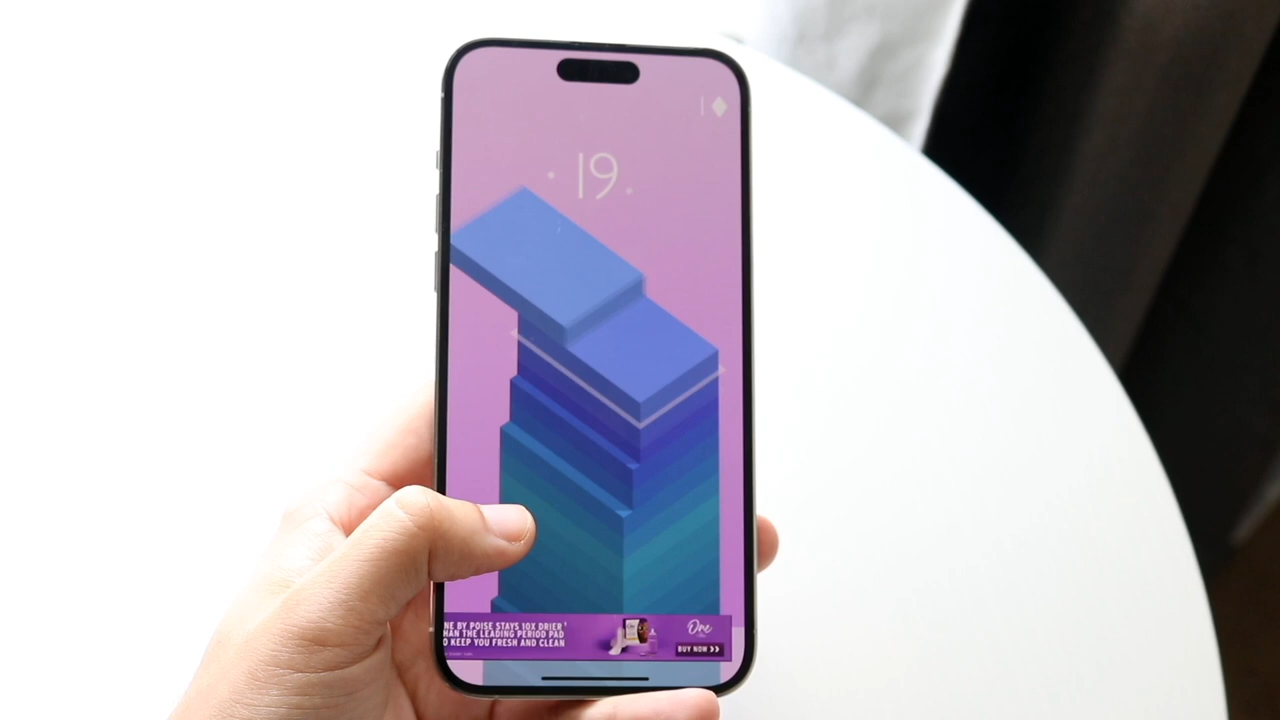 1
19
NE BY POISE STAYS 10X DRIER
HAN THE LEADING PERIOD PAD
O KEEP YOU FRESH AND CLEAN
One
BUY NOW